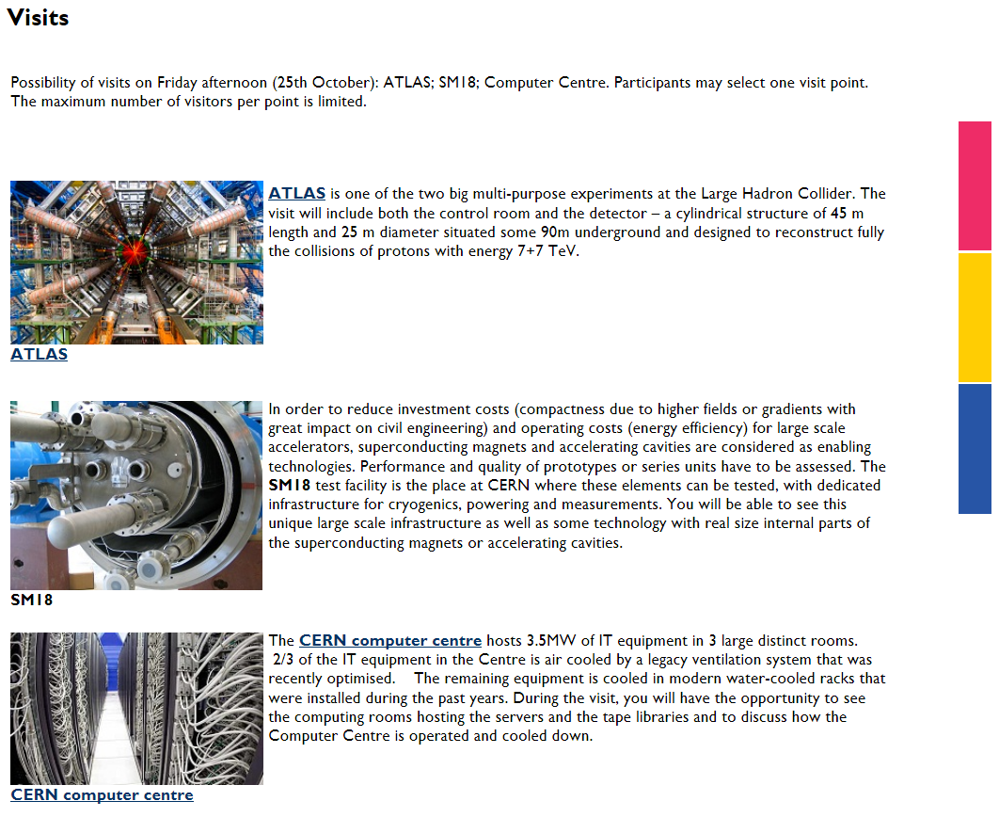 Visits
Possibility of visits on Friday afternoon (25th October): ATLAS; SM18; Computer Centre. Participants may select one visit point.
The maximum number of visitors per point is limited.
ATLAS is one of the two big multi-purpose experiments at the Large Hadron Collider. The
visit will include both the control room and the detector – a cylindrical structure of 45 m
length and 25 m diameter situated some 90m underground and designed to reconstruct fully
the collisions of protons with energy 7+7 TeV.
ATLAS
In order to reduce investment costs (compactness due to higher fields or gradients with
great impact on civil engineering) and operating costs (energy efficiency) for large scale
accelerators, superconducting magnets and accelerating cavities are considered as enabling
technologies. Performance and quality of prototypes or series units have to be assessed. The
SM18 test facility is the place at CERN where these elements can be tested, with dedicated
infrastructure for cryogenics, powering and measurements. You will be able to see this
unique large scale infrastructure as well as some technology with real size internal parts of
the superconducting magnets or accelerating cavities.
SM18
The CERN computer centre hosts 3.5MW of IT equipment in 3 large distinct rooms.
2/3 of the IT equipment in the Centre is air cooled by a legacy ventilation system that was
recently optimised. The remaining equipment is cooled in modern water-cooled racks that
were installed during the past years. During the visit, you will have the opportunity to see
the computing rooms hosting the servers and the tape libraries and to discuss how the
Computer Centre is operated and cooled down.
CERN computer centre